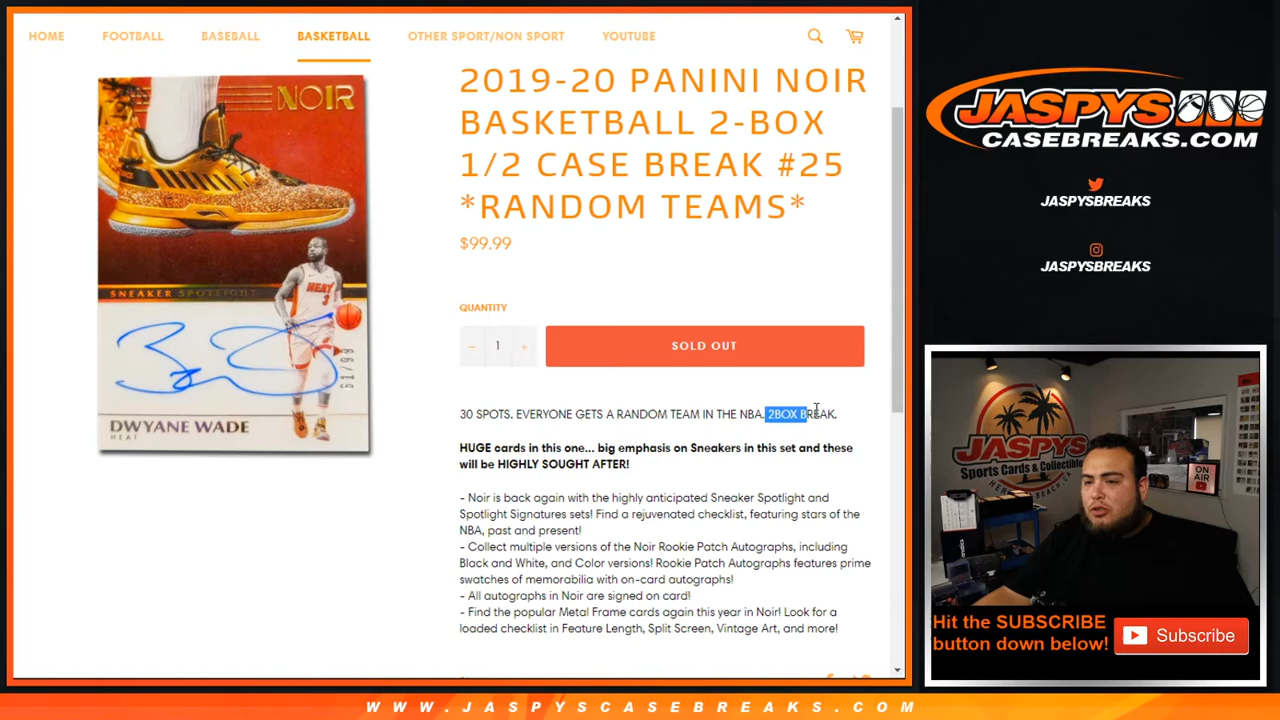 HOME
FOOTBALL
BASEBALL
BASKETBALL
OTHER SPORT/NON SPORT
YOUTUBE
NOIR
SNEAKER SPOTLIGHT
HEAT
3
61/99
DWYANE WADE
HEAT
2019-20 PANINI NOIR
BASKETBALL 2-BOX
1/2 CASE BREAK #25
*RANDOM TEAMS*
$99.99
QUANTITY
− 1 +
SOLD OUT
30 SPOTS. EVERYONE GETS A RANDOM TEAM IN THE NBA. 2BOX BREAK.
HUGE cards in this one... big emphasis on Sneakers in this set and these
will be HIGHLY SOUGHT AFTER!
- Noir is back again with the highly anticipated Sneaker Spotlight and
Spotlight Signatures sets! Find a rejuvenated checklist, featuring stars of the
NBA, past and present!
- Collect multiple versions of the Noir Rookie Patch Autographs, including
Black and White, and Color versions! Rookie Patch Autographs features prime
swatches of memorabilia with on-card autographs!
- All autographs in Noir are signed on card!
- Find the popular Metal Frame cards again this year in Noir! Look for a
loaded checklist in Feature Length, Split Screen, Vintage Art, and more!
JASPYS
CASEBREAKS.COM
JASPYSBREAKS
JASPYSBREAKS
JASPYS
Sports Cards & Collectibles
ON
AIR
Hit the SUBSCRIBE
button down below!
Subscribe
WWW.JASPYSCASEBREAKS.COM